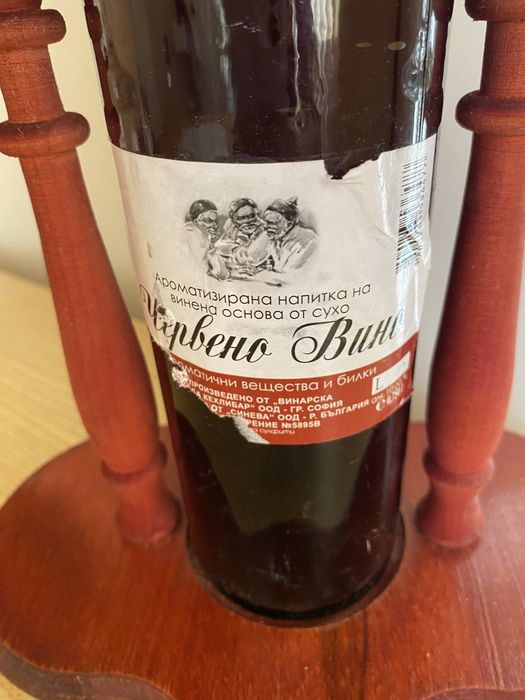 Ароматизирана напитка на
винена основа от сухо
Червено Вино
ароматични вещества и билки
ПРОИЗВЕДЕНО ОТ "ВИНАРСКА
КЕХЛИБАР" ООД - ГР. СОФИЯ
ОТ "СИНЕВА" ООД - Р. БЪЛГАРИЯ
№5895В
L